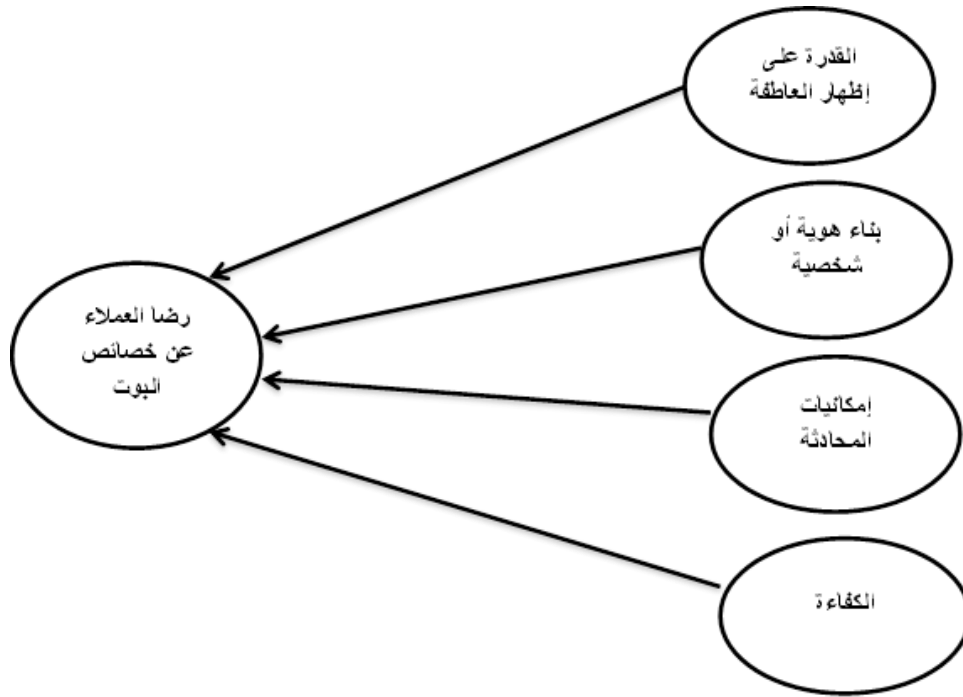 القدرة على
إظهار العاطفة
بناء هوية أو
شخصية
إمكانيات
المحادثة
الكفاءة
رضا العملاء
عن خصائص
البوت